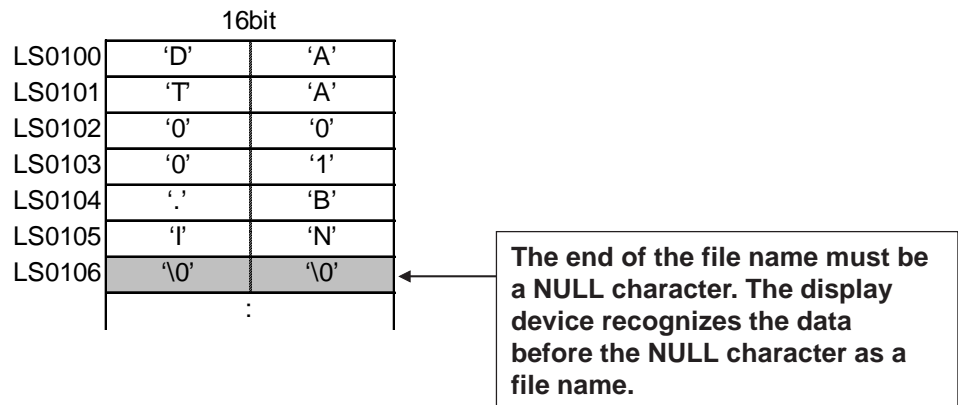 16bit
LS0100 ‘D’ ‘A’
LS0101 ‘T’ ‘A’
LS0102 ‘0’ ‘0’
LS0103 ‘0’ ‘1’
LS0104 ‘.’ ‘B’
LS0105 ‘I’ ‘N’
LS0106 ‘\0’ ‘\0’
:
The end of the file name must be
a NULL character. The display
device recognizes the data
before the NULL character as a
file name.